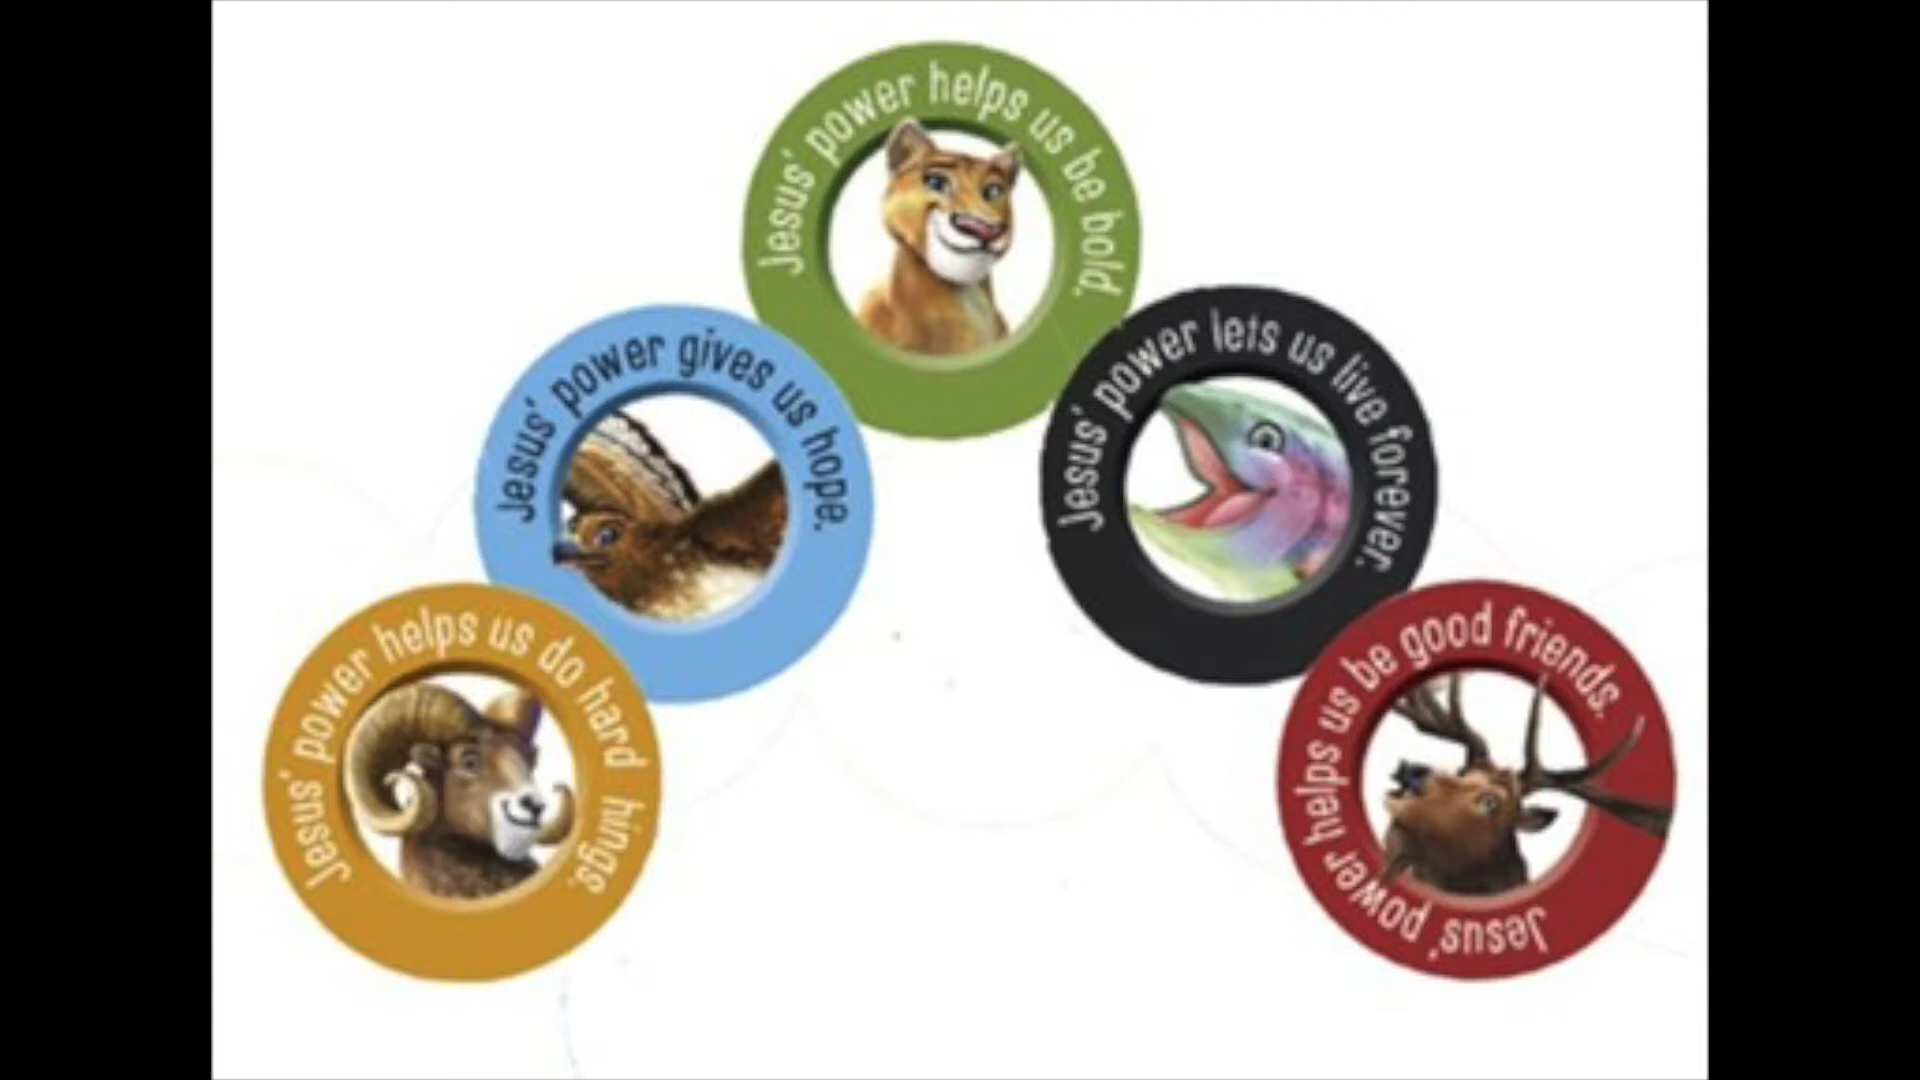 Jesus' power helps us be bold.
Jesus' power gives us hope.
Jesus' power lets us live forever.
Jesus' power helps us do hard hings.
Jesus' power helps us be good friends.